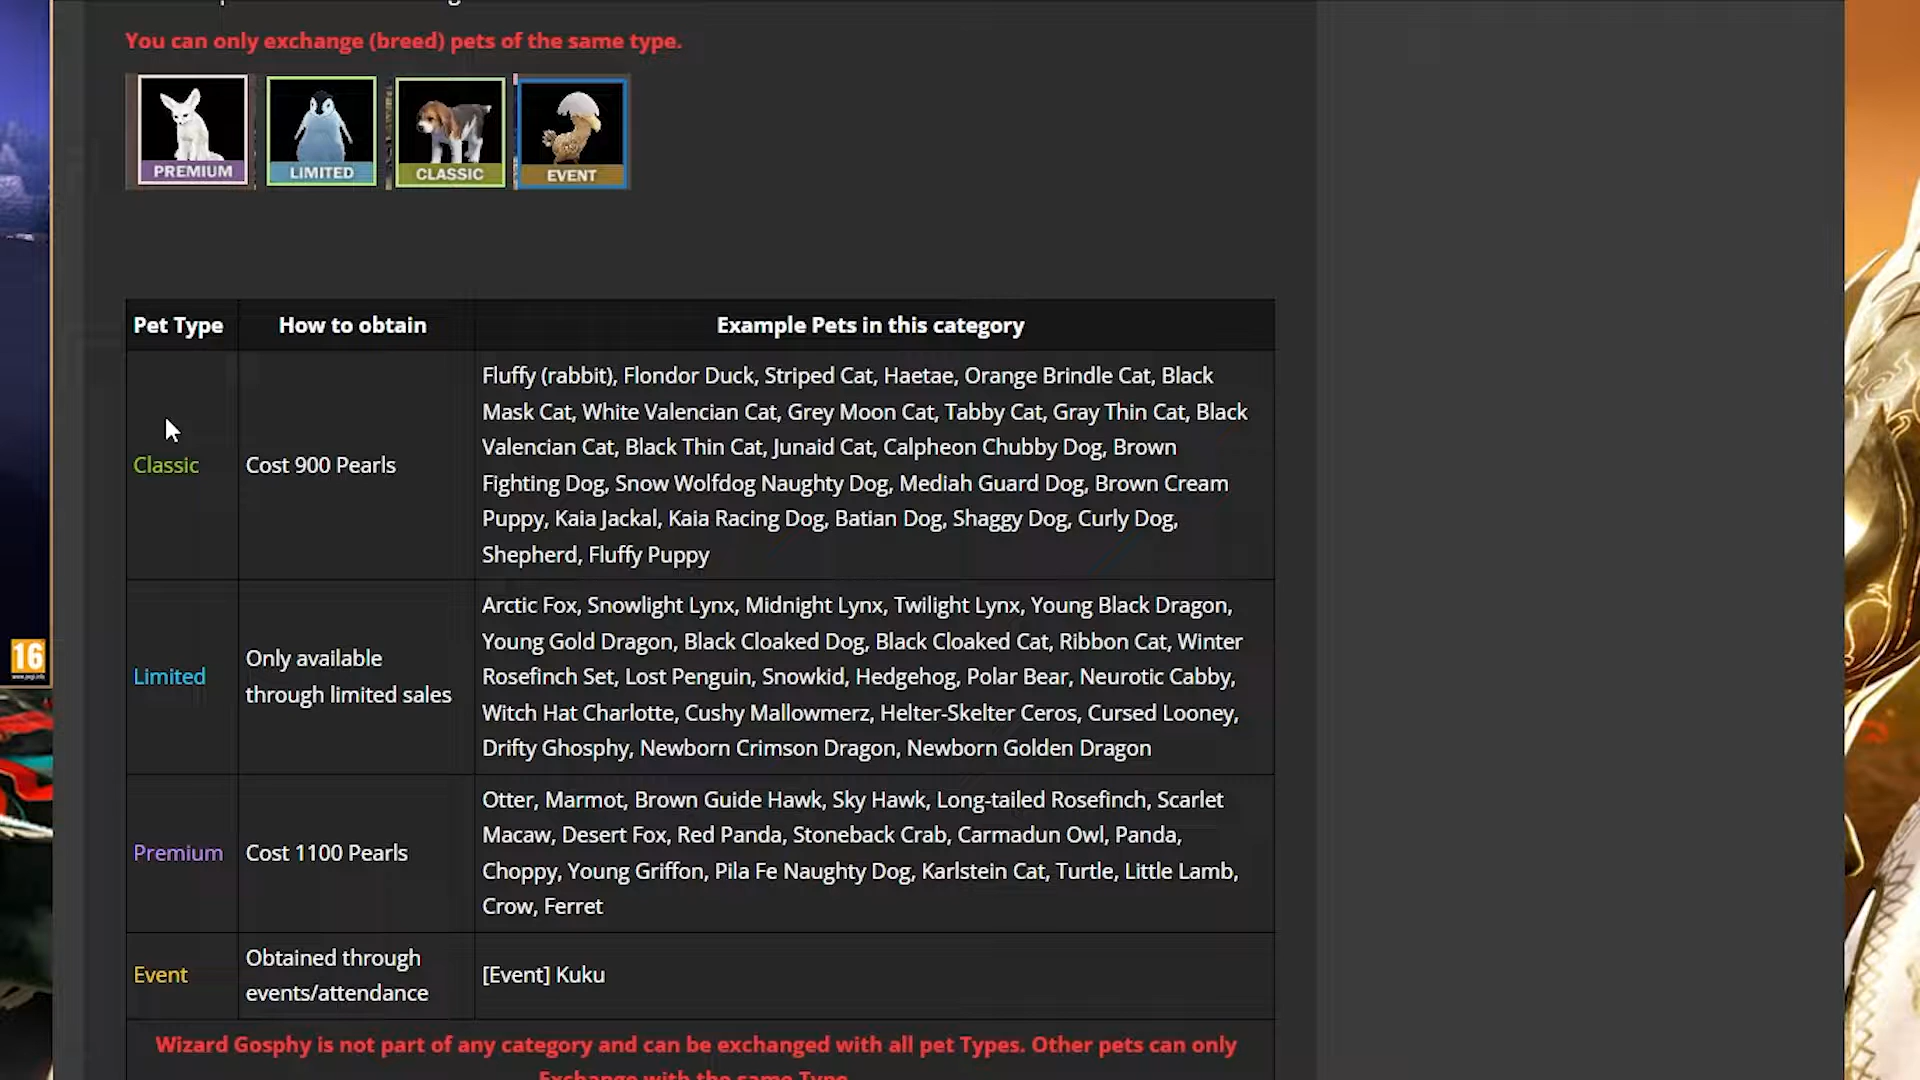 You can only exchange (breed) pets of the same type.
PREMIUM
LIMITED
CLASSIC
EVENT
Pet Type
How to obtain
Example Pets in this category
Classic
Cost 900 Pearls
Fluffy (rabbit), Flondor Duck, Striped Cat, Haetae, Orange Brindle Cat, Black
Mask Cat, White Valencian Cat, Grey Moon Cat, Tabby Cat, Gray Thin Cat, Black
Valencian Cat, Black Thin Cat, Junaid Cat, Calpheon Chubby Dog, Brown
Fighting Dog, Snow Wolfdog Naughty Dog, Mediah Guard Dog, Brown Cream
Puppy, Kaia Jackal, Kaia Racing Dog, Batian Dog, Shaggy Dog, Curly Dog,
Shepherd, Fluffy Puppy
Limited
Only available
through limited sales
Arctic Fox, Snowlight Lynx, Midnight Lynx, Twilight Lynx, Young Black Dragon,
Young Gold Dragon, Black Cloaked Dog, Black Cloaked Cat, Ribbon Cat, Winter
Rosefinch Set, Lost Penguin, Snowkid, Hedgehog, Polar Bear, Neurotic Cabby,
Witch Hat Charlotte, Cushy Mallowmerz, Helter-Skelter Ceros, Cursed Looney,
Drifty Ghosphy, Newborn Crimson Dragon, Newborn Golden Dragon
Premium
Cost 1100 Pearls
Otter, Marmot, Brown Guide Hawk, Sky Hawk, Long-tailed Rosefinch, Scarlet
Macaw, Desert Fox, Red Panda, Stoneback Crab, Carmadun Owl, Panda,
Choppy, Young Griffon, Pila Fe Naughty Dog, Karlstein Cat, Turtle, Little Lamb,
Crow, Ferret
Event
Obtained through
events/attendance
[Event] Kuku
Wizard Gosphy is not part of any category and can be exchanged with all pet Types. Other pets can only
Exchange with the same Type
16
www.pegi.info